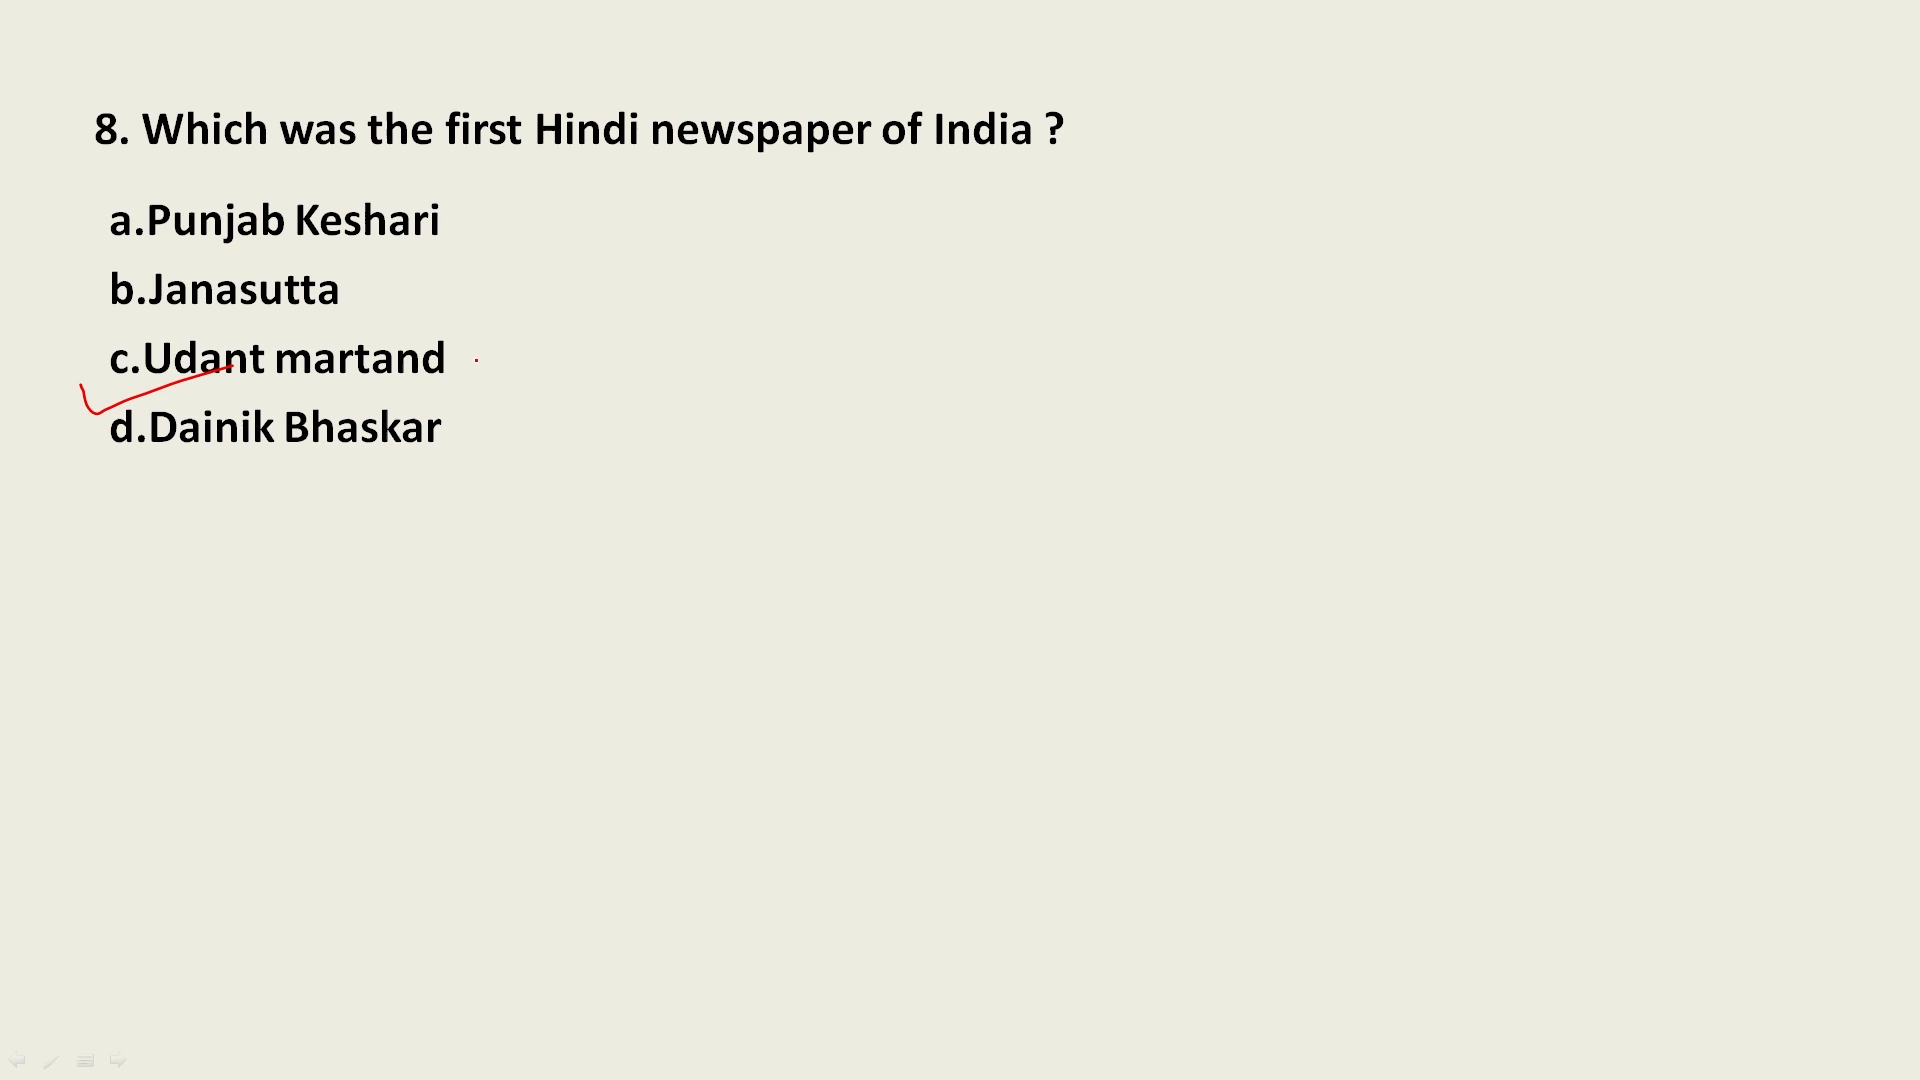 8. Which was the first Hindi newspaper of India ?
a.Punjab Keshari
b.Janasutta
c.Udant martand
d.Dainik Bhaskar